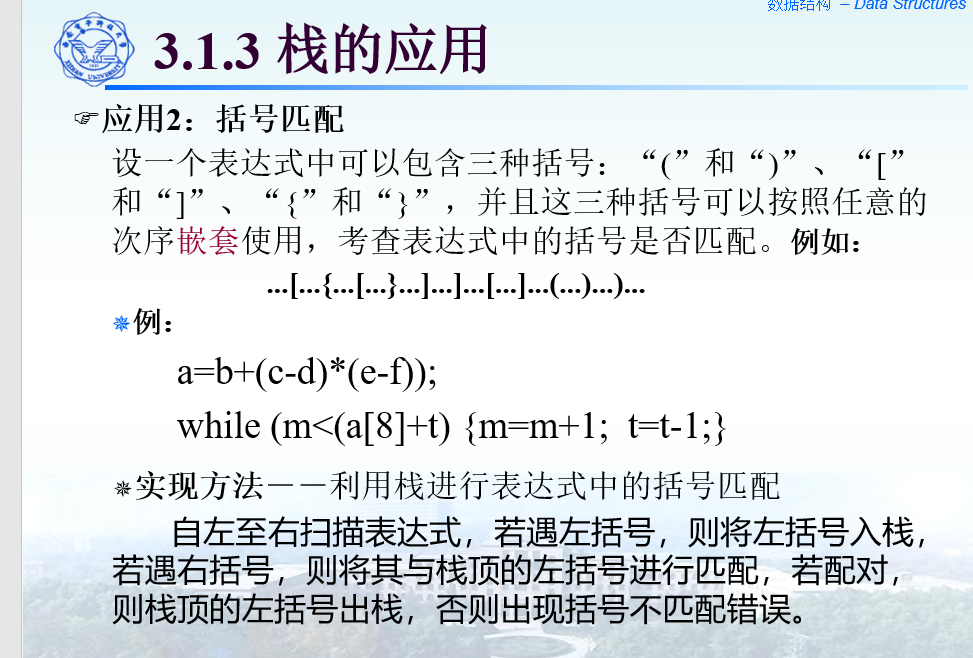 数据结构 – Data Structures
3.1.3 栈的应用
☞应用2：括号匹配
设一个表达式中可以包含三种括号：“(”和“)”、“[”
和“]”、“{”和“}”，并且这三种括号可以按照任意的
次序嵌套使用，考查表达式中的括号是否匹配。例如：
...[...{...[...}...]...]...[...]...(...)...)...
例：
a=b+(c-d)*(e-f));
while (m<(a[8]+t) {m=m+1; t=t-1;}
实现方法－－利用栈进行表达式中的括号匹配
自左至右扫描表达式，若遇左括号，则将左括号入栈，
若遇右括号，则将其与栈顶的左括号进行匹配，若配对，
则栈顶的左括号出栈，否则出现括号不匹配错误。